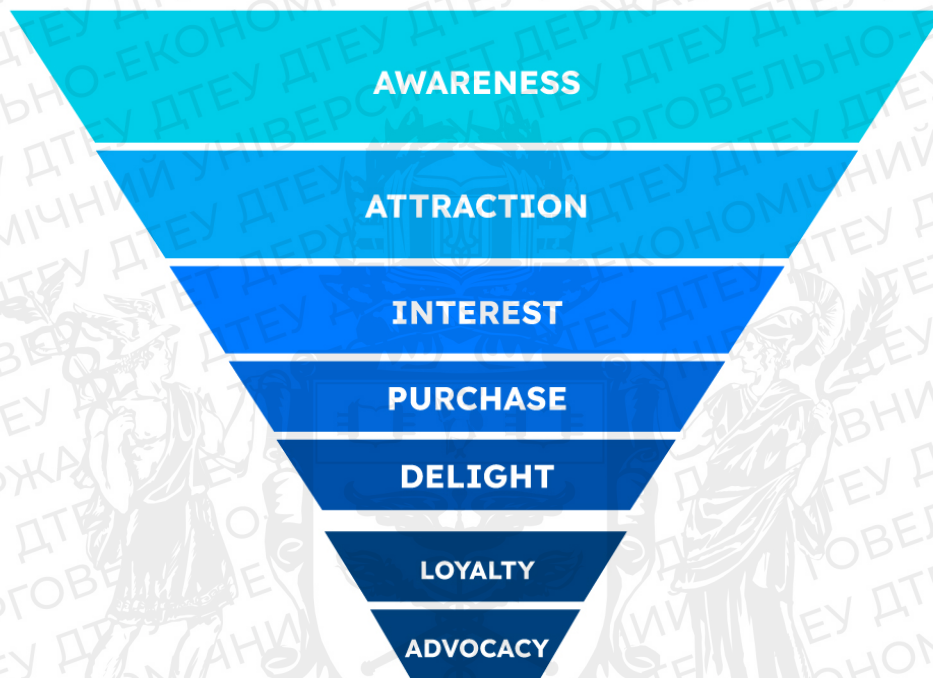 AWARENESS
ATTRACTION
INTEREST
PURCHASE
DELIGHT
LOYALTY
ADVOCACY